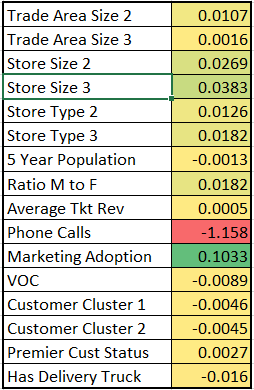 Trade Area Size 2 0.0107
Trade Area Size 3 0.0016
Store Size 2 0.0269
Store Size 3 0.0383
Store Type 2 0.0126
Store Type 3 0.0182
5 Year Population -0.0013
Ratio M to F 0.0182
Average Tkt Rev 0.0005
Phone Calls -1.158
Marketing Adoption 0.1033
VOC -0.0089
Customer Cluster 1 -0.0046
Customer Cluster 2 -0.0045
Premier Cust Status 0.0027
Has Delivery Truck -0.016